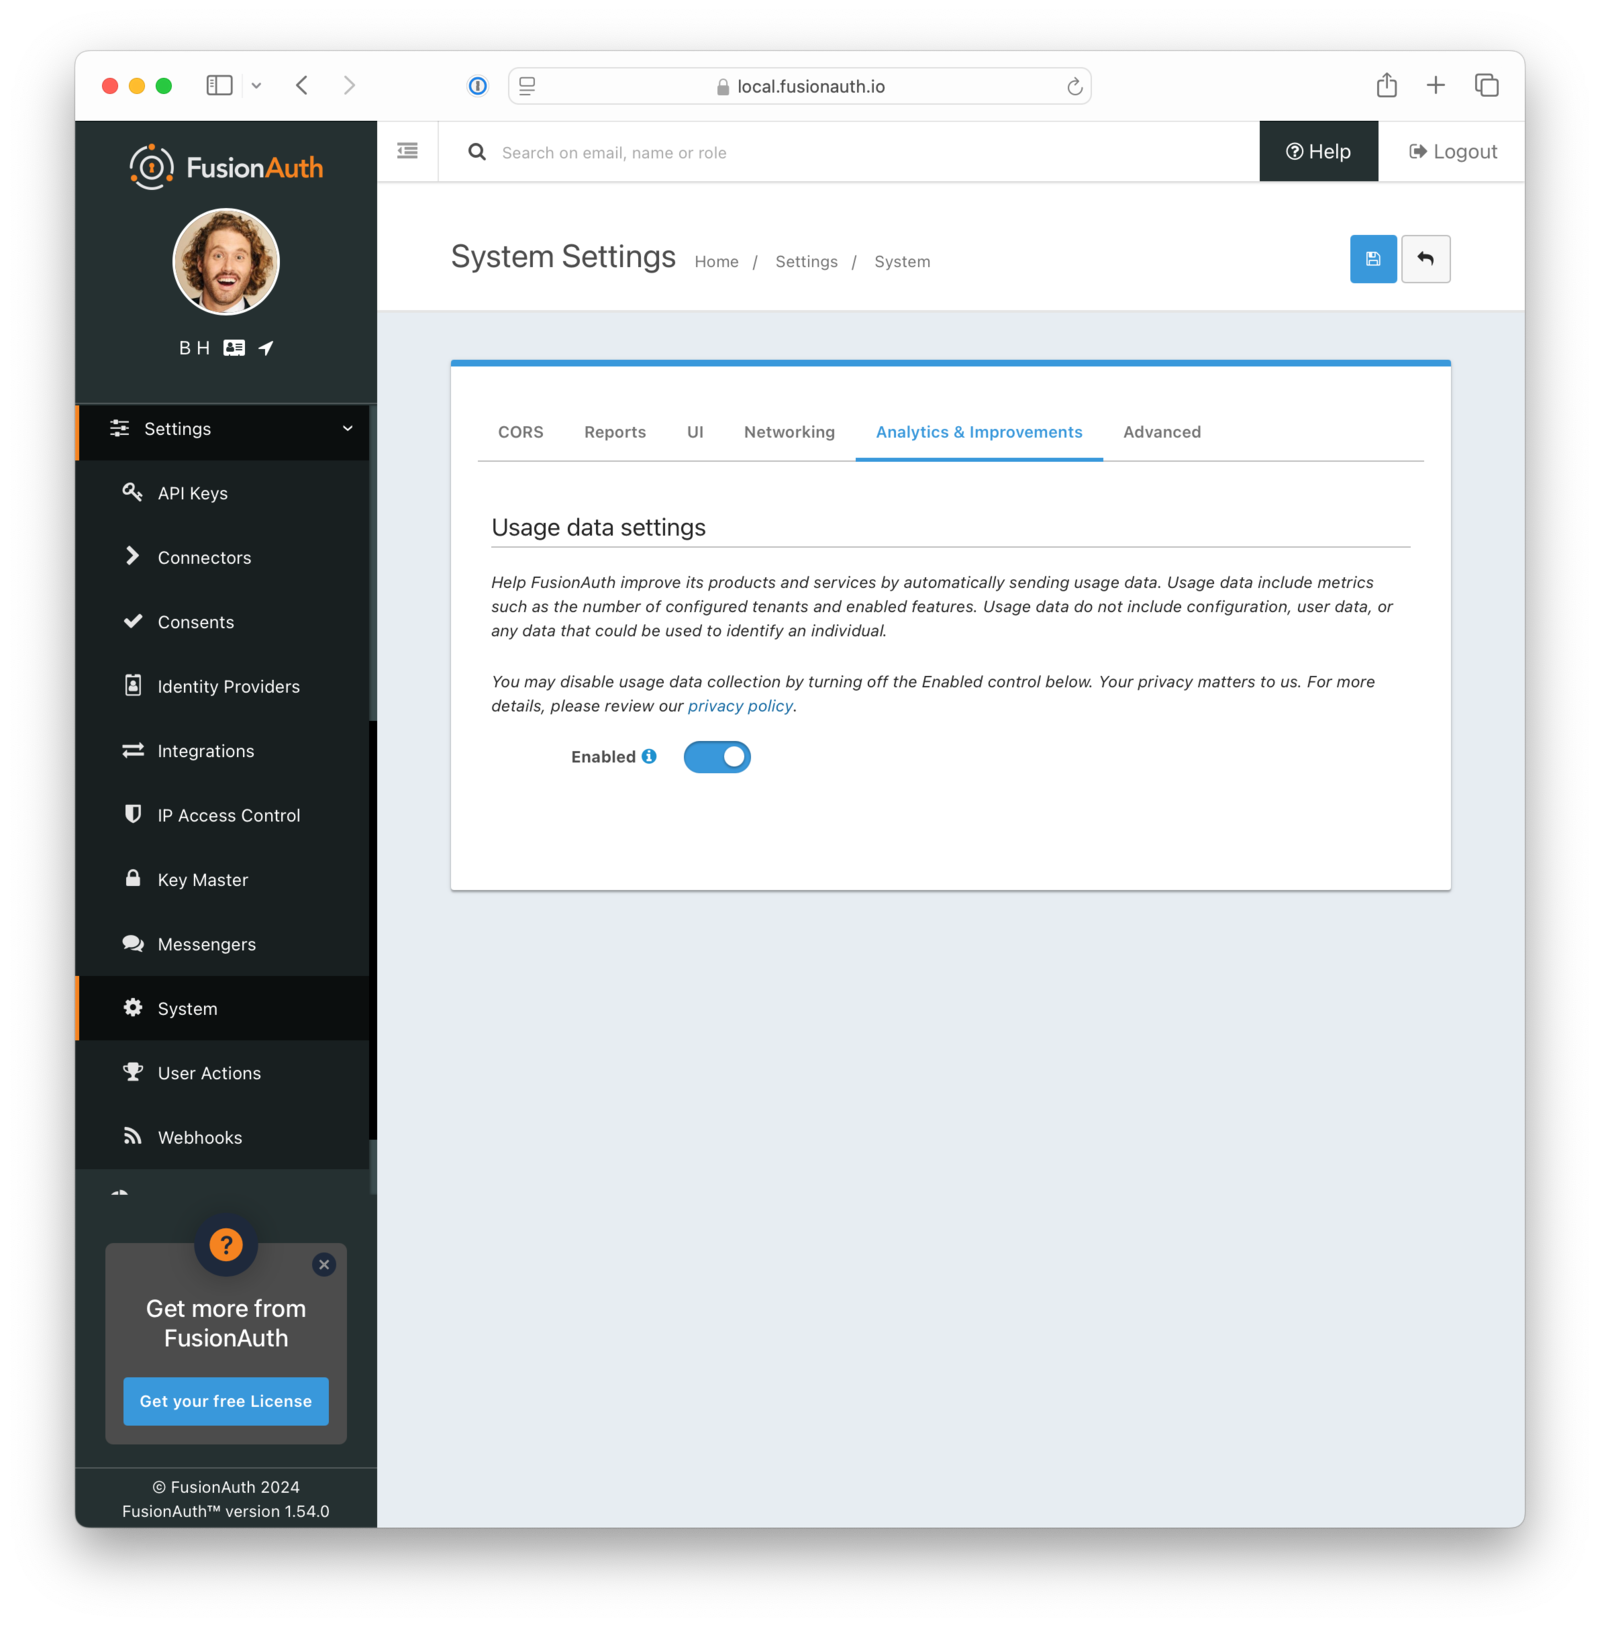 local.fusionauth.io
FusionAuth
Search on email, name or role
Help
Logout
B H
System Settings
Home / Settings / System
Settings
API Keys
Connectors
Consents
Identity Providers
Integrations
IP Access Control
Key Master
Messengers
System
User Actions
Webhooks
CORS
Reports
UI
Networking
Analytics & Improvements
Advanced
Usage data settings
Help FusionAuth improve its products and services by automatically sending usage data. Usage data include metrics
such as the number of configured tenants and enabled features. Usage data do not include configuration, user data, or
any data that could be used to identify an individual.
You may disable usage data collection by turning off the Enabled control below. Your privacy matters to us. For more
details, please review our privacy policy.
Enabled
Get more from
FusionAuth
Get your free License
© FusionAuth 2024
FusionAuth™ version 1.54.0